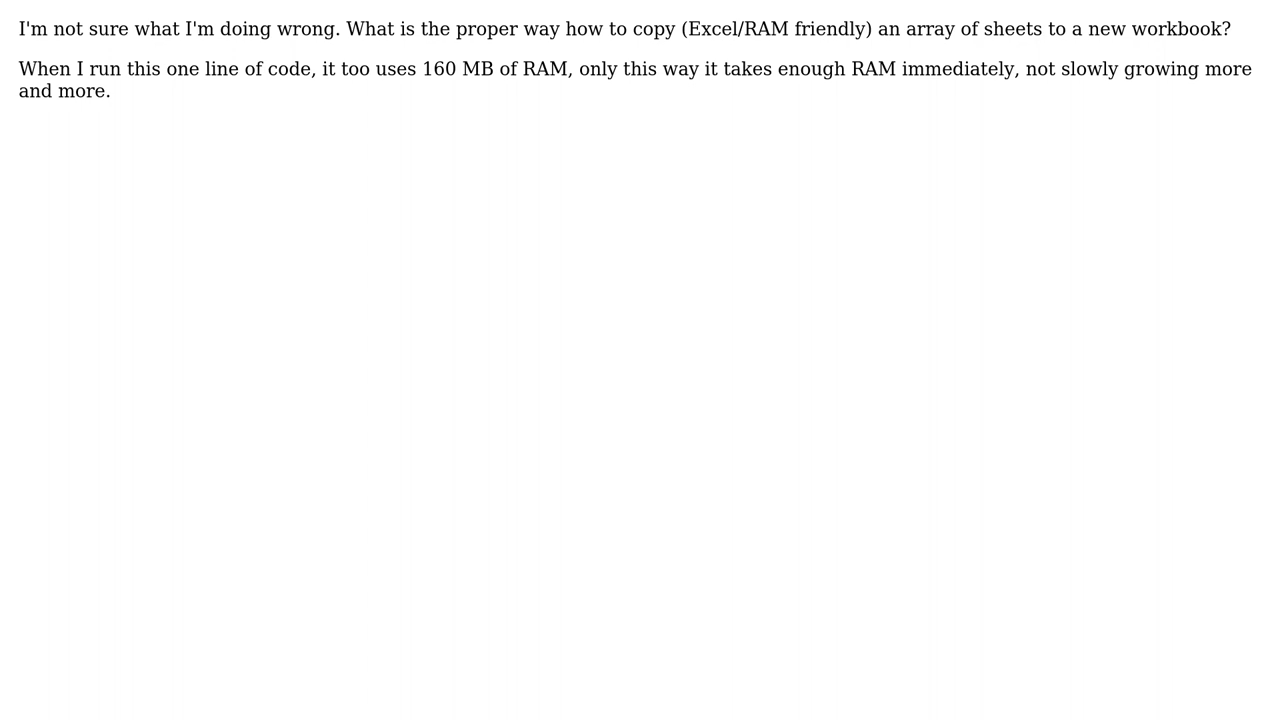 I'm not sure what I'm doing wrong. What is the proper way how to copy (Excel/RAM friendly) an array of sheets to a new workbook?
When I run this one line of code, it too uses 160 MB of RAM, only this way it takes enough RAM immediately, not slowly growing more
and more.